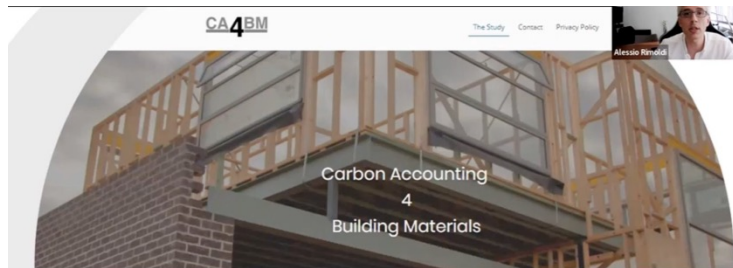 CA4BM
The Study Contact Privacy Policy
Alessio Rimoldi
Carbon Accounting
4
Building Materials